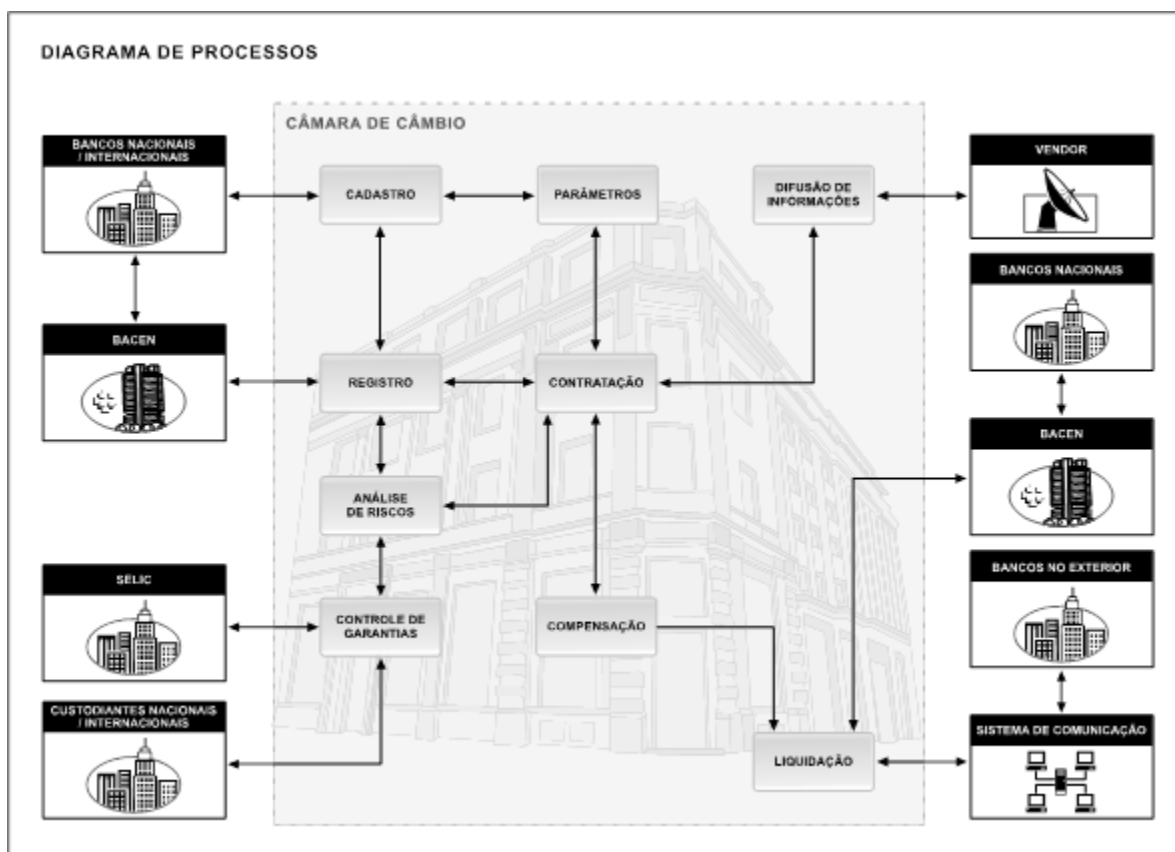 DIAGRAMA DE PROCESSOS
CÂMARA DE CÂMBIO
BANCOS NACIONAIS
/ INTERNACIONAIS
CADASTRO
PARÂMETROS
DIFUSÃO DE
INFORMAÇÕES
VENDOR
BANCOS NACIONAIS
BACEN
REGISTRO
CONTRATAÇÃO
BACEN
ANÁLISE
DE RISCOS
SELIC
CONTROLE DE
GARANTIAS
COMPENSAÇÃO
BANCOS NO EXTERIOR
CUSTODIANTES NACIONAIS
/ INTERNACIONAIS
LIQUIDAÇÃO
SISTEMA DE COMUNICAÇÃO